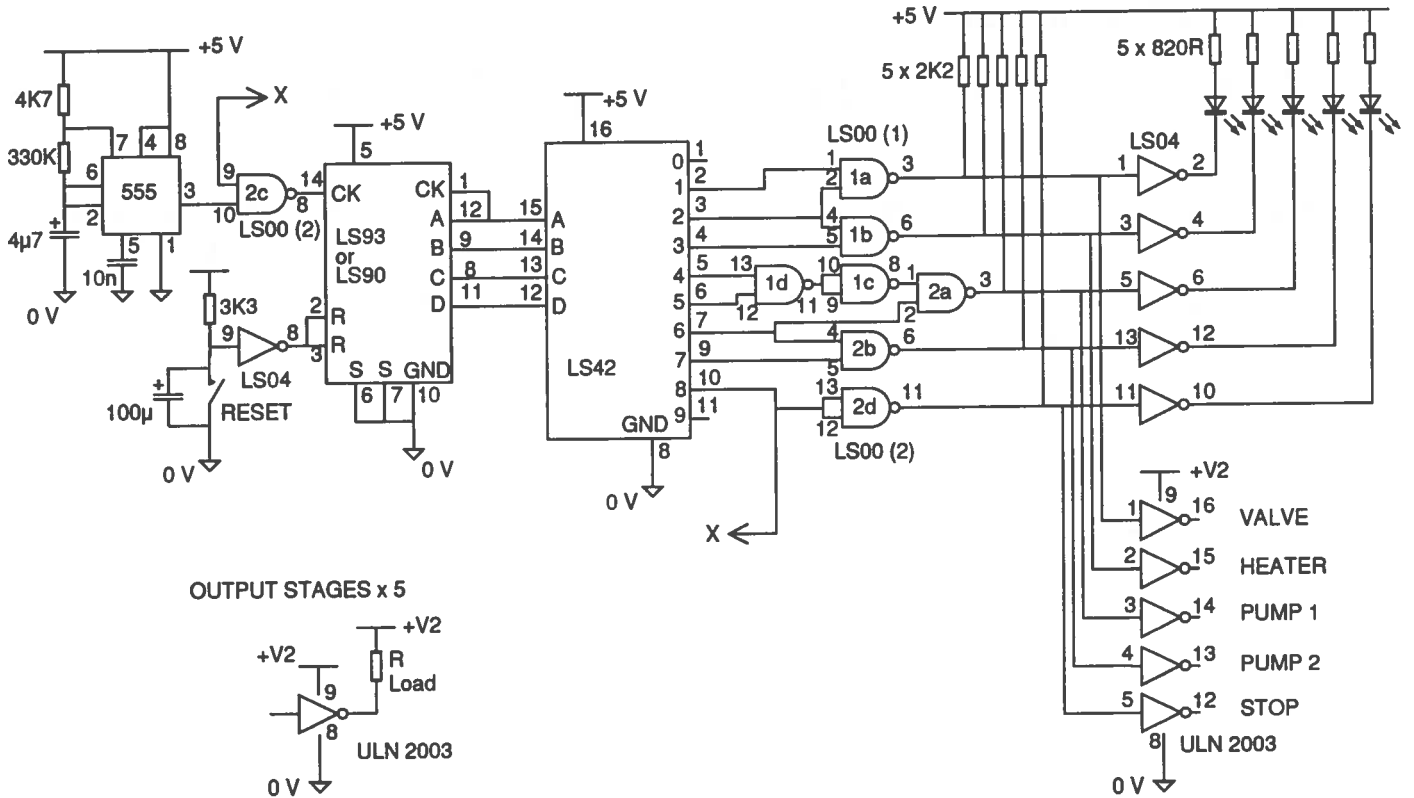 +5 V
4K7
330K
7
4
8
6
2
555
3
5
1
4µ7
+
10n
0 V
X
9
10
2c
8
14
LS00 (2)
3K3
9
8
LS04
+
100µ
RESET
0 V
+5 V
5
CK
CK
1
A
12
B
9
C
8
D
11
LS93
or
LS90
2
R
3
R
S
S
GND
6
7
10
0 V
+5 V
16
15
A
14
B
13
C
12
D
LS42
0
1
1
2
2
3
3
4
4
5
5
6
6
7
7
9
8
10
9
11
GND
8
0 V
X
LS00 (1)
1
2
1a
3
4
5
1b
6
13
12
1d
11
10
9
1c
8
1
2
2a
3
4
5
2b
6
13
12
2d
11
LS00 (2)
+5 V
5 x 2K2
5 x 820R
LS04
1
2
3
4
5
6
13
12
11
10
+V2
9
1
16
VALVE
2
15
HEATER
3
14
PUMP 1
4
13
PUMP 2
5
12
STOP
8
ULN 2003
0 V
OUTPUT STAGES x 5
+V2
+V2
R
Load
9
8
ULN 2003
0 V